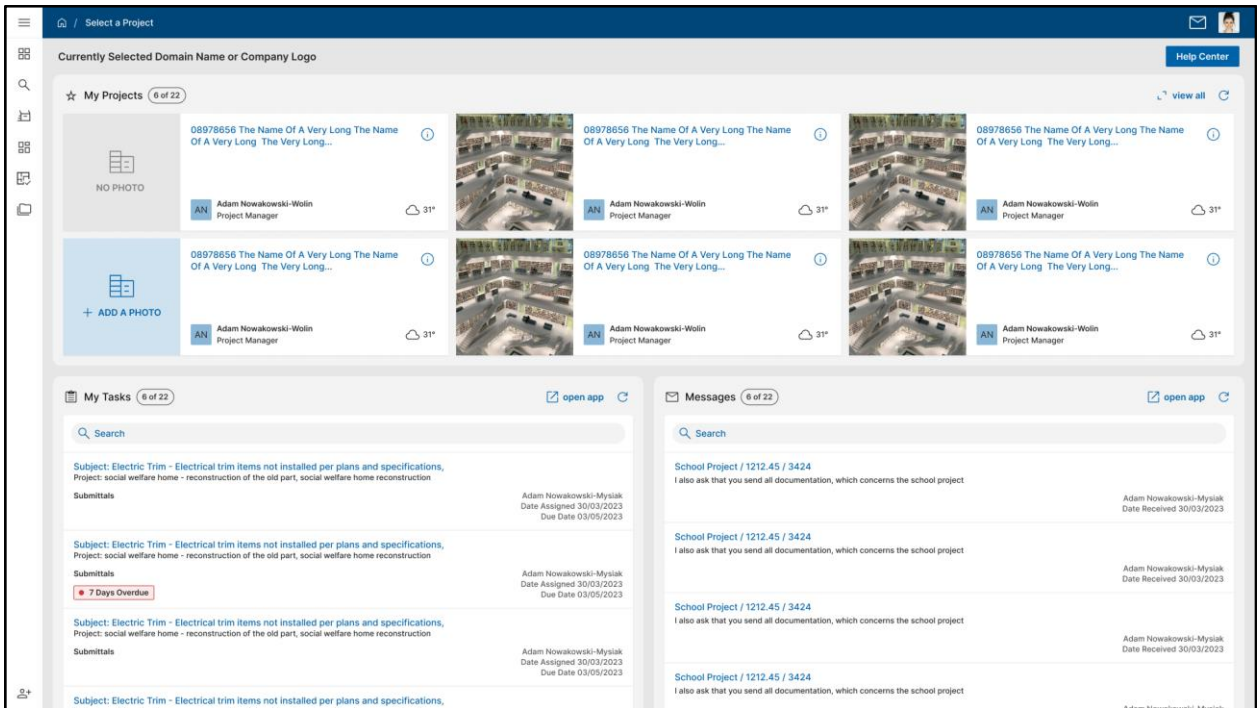 / Select a Project
Currently Selected Domain Name or Company Logo
Help Center
My Projects 6 of 22
view all
NO PHOTO
08978656 The Name Of A Very Long The Name
Of A Very Long The Very Long...
AN
Adam Nowakowski-Wolin
Project Manager
31°
08978656 The Name Of A Very Long The Name
Of A Very Long The Very Long...
AN
Adam Nowakowski-Wolin
Project Manager
31°
08978656 The Name Of A Very Long The Name
Of A Very Long The Very Long...
AN
Adam Nowakowski-Wolin
Project Manager
31°
+ ADD A PHOTO
08978656 The Name Of A Very Long The Name
Of A Very Long The Very Long...
AN
Adam Nowakowski-Wolin
Project Manager
31°
08978656 The Name Of A Very Long The Name
Of A Very Long The Very Long...
AN
Adam Nowakowski-Wolin
Project Manager
31°
08978656 The Name Of A Very Long The Name
Of A Very Long The Very Long...
AN
Adam Nowakowski-Wolin
Project Manager
31°
My Tasks 6 of 22
open app
Search
Subject: Electric Trim - Electrical trim items not installed per plans and specifications,
Project: social welfare home - reconstruction of the old part, social welfare home reconstruction
Submittals
Adam Nowakowski-Mysiak
Date Assigned 30/03/2023
Due Date 03/05/2023
Subject: Electric Trim - Electrical trim items not installed per plans and specifications,
Project: social welfare home - reconstruction of the old part, social welfare home reconstruction
Submittals
7 Days Overdue
Adam Nowakowski-Mysiak
Date Assigned 30/03/2023
Due Date 03/05/2023
Subject: Electric Trim - Electrical trim items not installed per plans and specifications,
Project: social welfare home - reconstruction of the old part, social welfare home reconstruction
Submittals
Adam Nowakowski-Mysiak
Date Assigned 30/03/2023
Due Date 03/05/2023
Subject: Electric Trim - Electrical trim items not installed per plans and specifications,
Messages 6 of 22
open app
Search
School Project / 1212.45 / 3424
I also ask that you send all documentation, which concerns the school project
Adam Nowakowski-Mysiak
Date Received 30/03/2023
School Project / 1212.45 / 3424
I also ask that you send all documentation, which concerns the school project
Adam Nowakowski-Mysiak
Date Received 30/03/2023
School Project / 1212.45 / 3424
I also ask that you send all documentation, which concerns the school project
Adam Nowakowski-Mysiak
Date Received 30/03/2023
School Project / 1212.45 / 3424
I also ask that you send all documentation, which concerns the school project